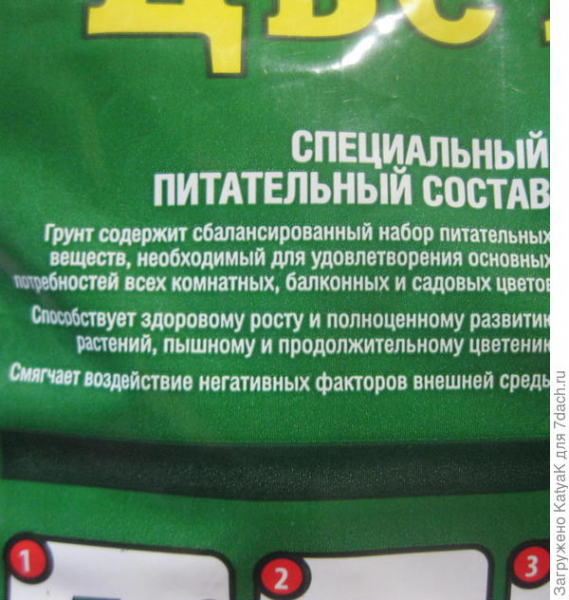 ЦВЕ
СПЕЦИАЛЬНЫЙ
ПИТАТЕЛЬНЫЙ СОСТАВ
Грунт содержит сбалансированный набор питательных
веществ, необходимый для удовлетворения основных
потребностей всех комнатных, балконных и садовых цветов
Способствует здоровому росту и полноценному развитию
растений, пышному и продолжительному цветению
Смягчает воздействие негативных факторов внешней среды
1
2
3
Загружено KatyaK для 7dach.ru